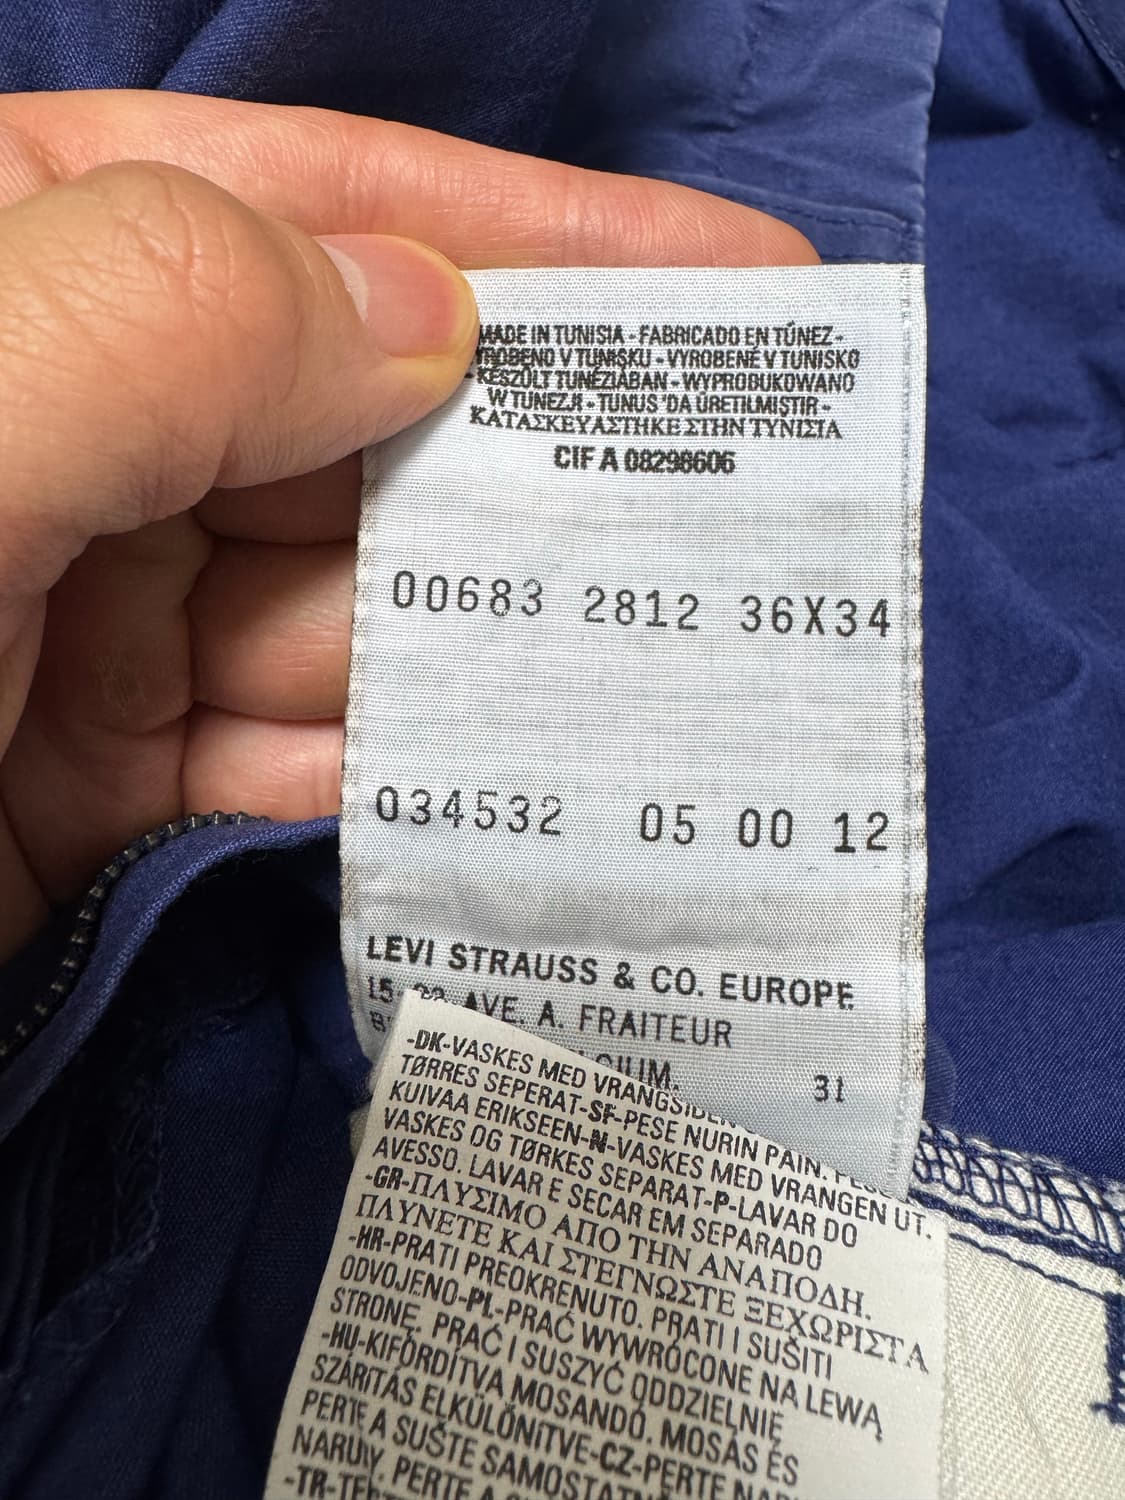 MADE IN TUNISIA - FABRICADO EN TÚNEZ -
VYROBENO V TUNISKU - VYROBENÉ V TUNISKO
- KÉSZÜLT TUNÉZIÁBAN - WYPRODUKOWANO
W TUNEZJI - TUNUS 'DA ÜRETILMIŞTIR -
ΚΑΤΑΣΚΕΥΑΣΤΗΚΕ ΣΤΗΝ ΤΥΝΙΣΙΑ
CIF A 08298606
00683 2812 36X34
034532 05 00 12
LEVI STRAUSS & CO. EUROPE
15-23 AVE. A. FRAITEUR
31
-DK-VASKES MED
TØRRES SEPERAT-SF-PESE NURIN PÄIN.
KUIVAA ERIKSEEN-N-VASKES MED VRANGEN UT.
VASKES OG TØRKES SEPARAT-P-LAVAR DO
AVESSO. LAVAR E SECAR EM SEPARADO
-GR-ΠΛΥΣΙΜΟ ΑΠΟ ΤΗΝ ΑΝΑΠΟΔΗ.
ΠΛΥΝΕΤΕ ΚΑΙ ΣΤΕΓΝΩΣΤΕ ΞΕΧΩΡΙΣΤΑ
-HR-PRATI PREOKRENUTO. PRATI I SUŠITI
ODVOJENO-PL-PRAĆ WYWRÓCONE NA LEWĄ
STRONĘ. PRAĆ I SUSZYĆ ODDZIELNIE
-HU-KIFORDÍTVA MOSANDÓ. MOSÁS ÉS
SZÁRÍTÁS ELKÜLÖNÍTVE-CZ-PERTE NARUBY.
PERTE A SUŠTE SAMOSTATNĚ
NARUBY. PERTE A
-TR-